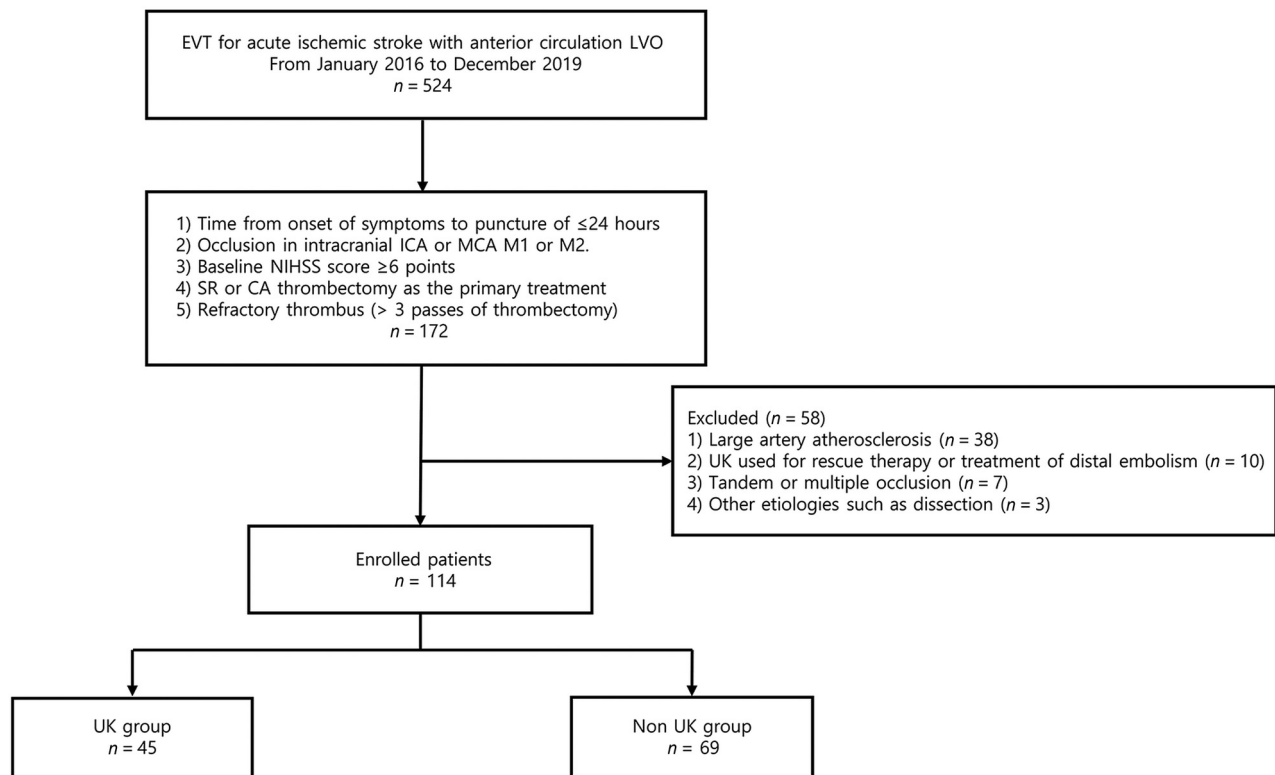 EVT for acute ischemic stroke with anterior circulation LVO
From January 2016 to December 2019
n = 524
1) Time from onset of symptoms to puncture of ≤24 hours
2) Occlusion in intracranial ICA or MCA M1 or M2.
3) Baseline NIHSS score ≥6 points
4) SR or CA thrombectomy as the primary treatment
5) Refractory thrombus (> 3 passes of thrombectomy)
n = 172
Excluded (n = 58)
1) Large artery atherosclerosis (n = 38)
2) UK used for rescue therapy or treatment of distal embolism (n = 10)
3) Tandem or multiple occlusion (n = 7)
4) Other etiologies such as dissection (n = 3)
Enrolled patients
n = 114
UK group
n = 45
Non UK group
n = 69